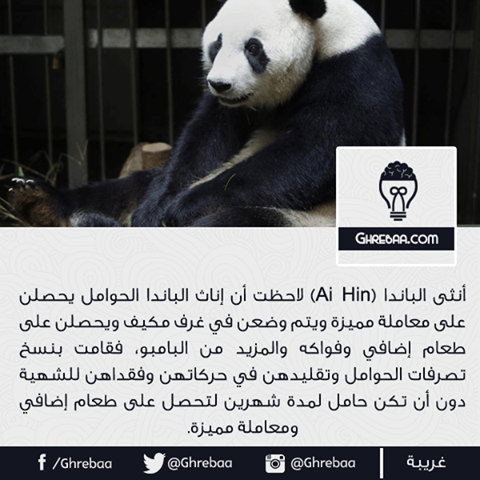 GHREBAA.COM
أنثى الباندا (Ai Hin) لاحظت أن إناث الباندا الحوامل يحصلن
على معاملة مميزة ويتم وضعن في غرف مكيف ويحصلن على
طعام إضافي وفواكه والمزيد من البامبو، فقامت بنسخ
تصرفات الحوامل وتقليدهن في حركاتهن وفقداهن للشهية
دون أن تكن حامل لمدة شهرين لتحصل على طعام إضافي
ومعاملة مميزة.
f /Ghrebaa @Ghrebaa @Ghrebaa غريبة